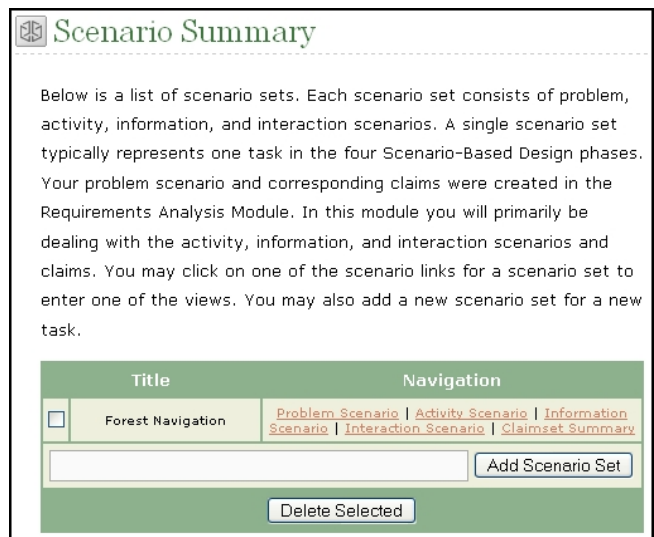 Scenario Summary
Below is a list of scenario sets. Each scenario set consists of problem,
activity, information, and interaction scenarios. A single scenario set
typically represents one task in the four Scenario-Based Design phases.
Your problem scenario and corresponding claims were created in the
Requirements Analysis Module. In this module you will primarily be
dealing with the activity, information, and interaction scenarios and
claims. You may click on one of the scenario links for a scenario set to
enter one of the views. You may also add a new scenario set for a new
task.
Title Navigation
Forest Navigation Problem Scenario | Activity Scenario | Information
Scenario | Interaction Scenario | Claimset Summary
Add Scenario Set
Delete Selected